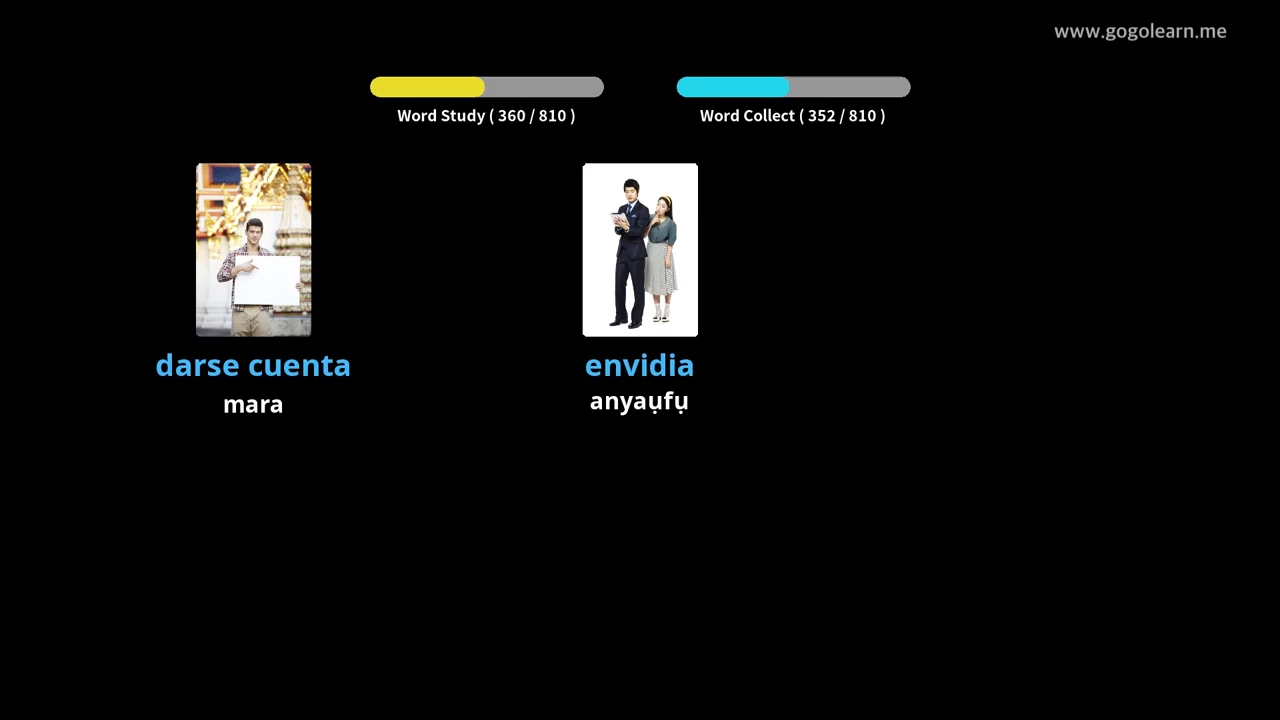 www.gogolearn.me
Word Study ( 360 / 810 )
Word Collect ( 352 / 810 )
darse cuenta
mara
envidia
anyaụfụ